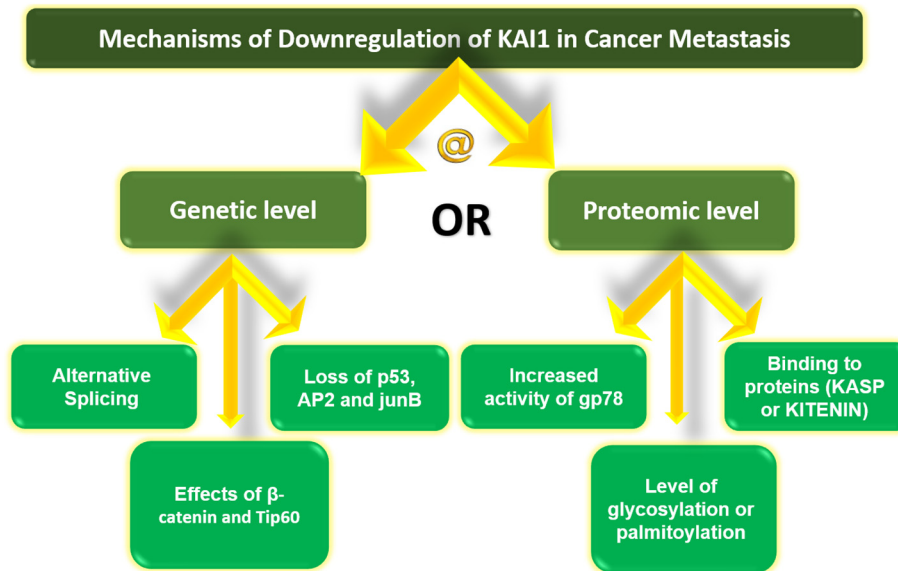 Mechanisms of Downregulation of KAI1 in Cancer Metastasis
@
OR
Genetic level
Proteomic level
Alternative
Splicing
Loss of p53,
AP2 and junB
Effects of β-
catenin and Tip60
Increased
activity of gp78
Binding to
proteins (KASP
or KITENIN)
Level of
glycosylation or
palmitoylation